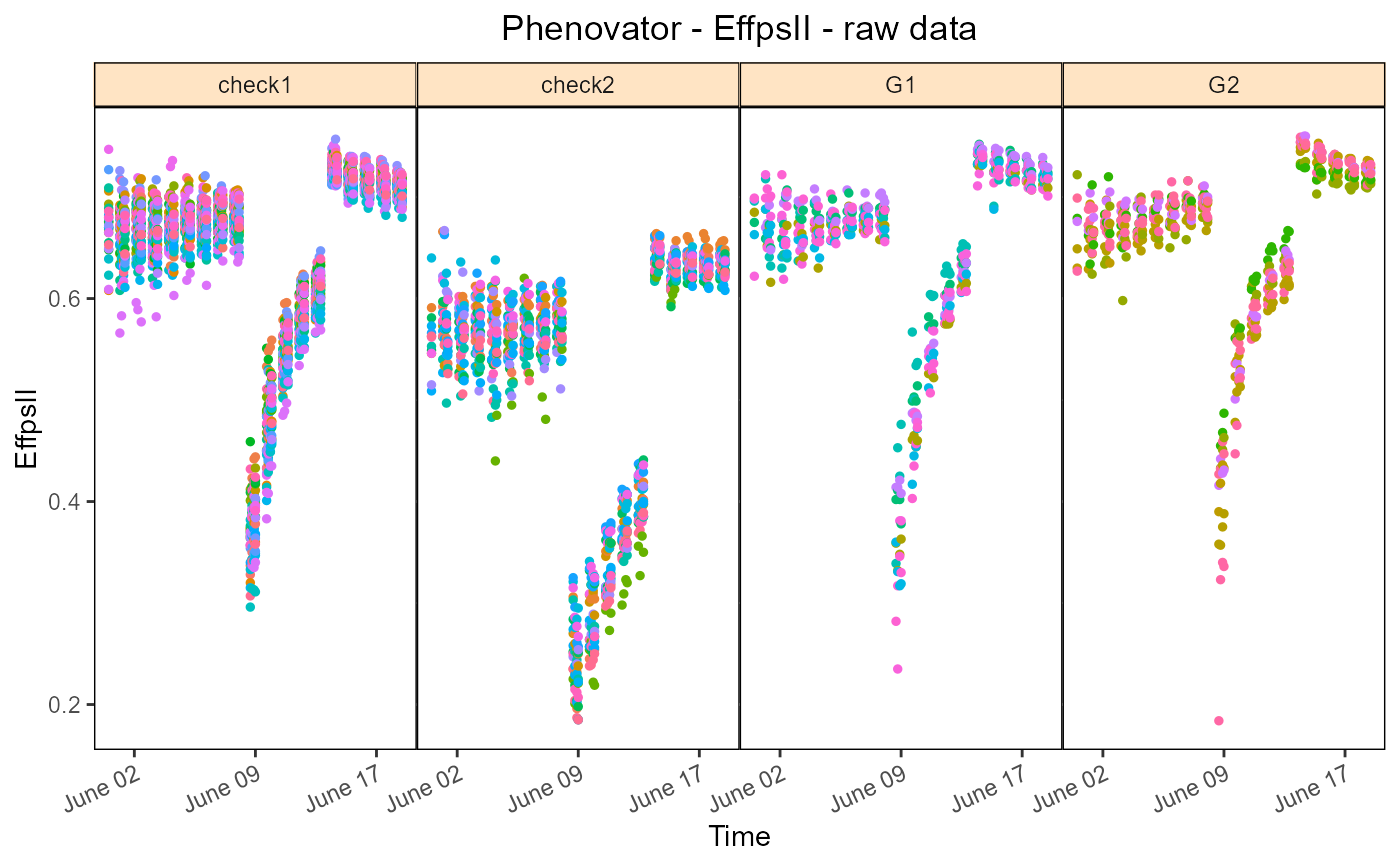 Phenovator - EffpsII - raw data
check1 check2 G1 G2
EffpsII
0.6
0.4
0.2
June 02 June 09 June 17 June 02 June 09 June 17 June 02 June 09 June 17 June 02 June 09 June 17
Time